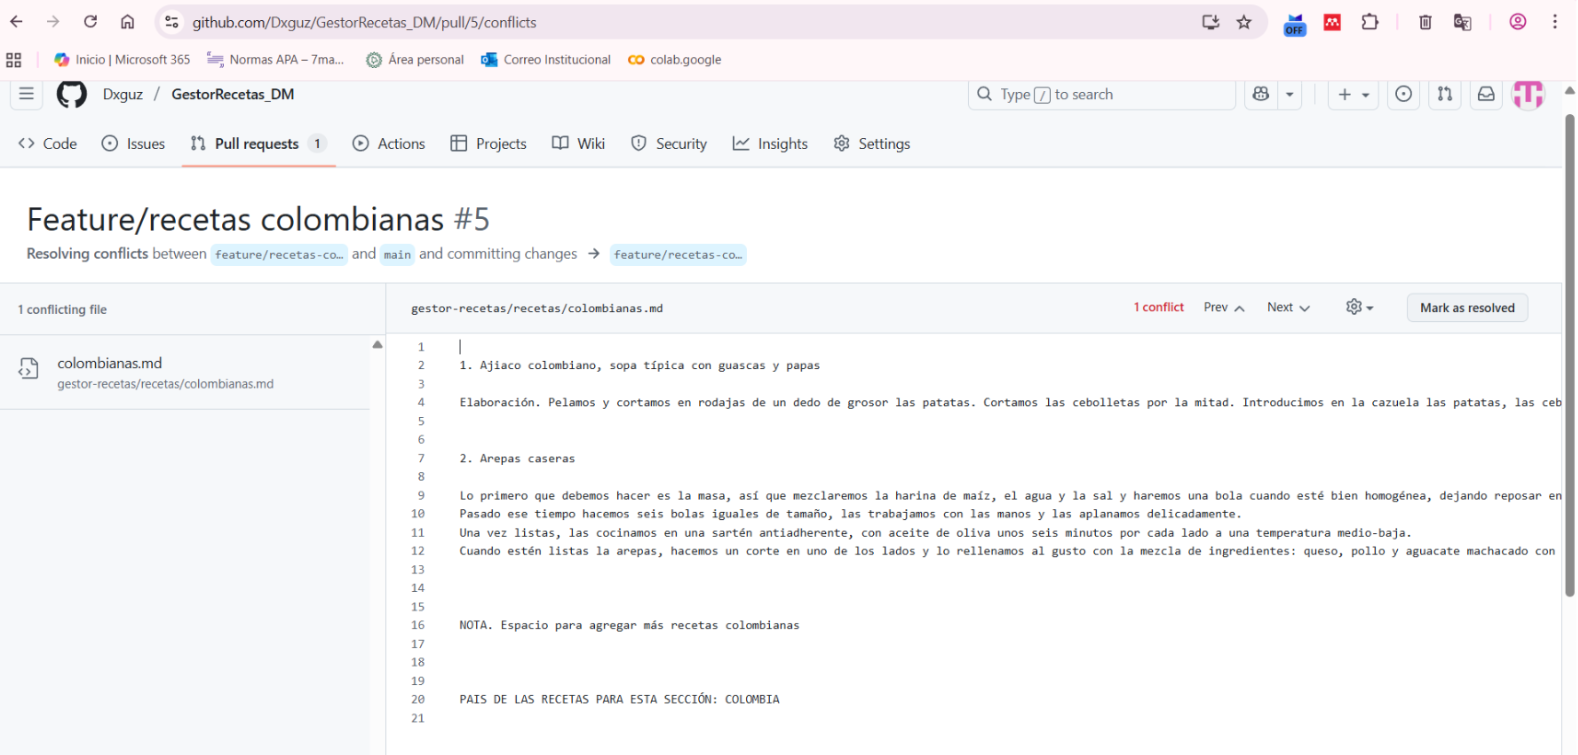 github.com/Dxguz/GestorRecetas_DM/pull/5/conflicts
OFF
Inicio | Microsoft 365
Normas APA – 7ma...
Área personal
Correo Institucional
colab.google
Dxguz / GestorRecetas_DM
Type / to search
Code
Issues
Pull requests 1
Actions
Projects
Wiki
Security
Insights
Settings
Feature/recetas colombianas #5
Resolving conflicts between feature/recetas-co… and main and committing changes → feature/recetas-co…
1 conflicting file
gestor-recetas/recetas/colombianas.md
1 conflict
Prev
Next
Mark as resolved
colombianas.md
gestor-recetas/recetas/colombianas.md
1
2 1. Ajiaco colombiano, sopa típica con guascas y papas
3
4 Elaboración. Pelamos y cortamos en rodajas de un dedo de grosor las patatas. Cortamos las cebolletas por la mitad. Introducimos en la cazuela las patatas, las ceb
5
6
7 2. Arepas caseras
8
9 Lo primero que debemos hacer es la masa, así que mezclaremos la harina de maíz, el agua y la sal y haremos una bola cuando esté bien homogénea, dejando reposar en
10 Pasado ese tiempo hacemos seis bolas iguales de tamaño, las trabajamos con las manos y las aplanamos delicadamente.
11 Una vez listas, las cocinamos en una sartén antiadherente, con aceite de oliva unos seis minutos por cada lado a una temperatura medio-baja.
12 Cuando estén listas la arepas, hacemos un corte en uno de los lados y lo rellenamos al gusto con la mezcla de ingredientes: queso, pollo y aguacate machacado con
13
14
15
16 NOTA. Espacio para agregar más recetas colombianas
17
18
19
20 PAIS DE LAS RECETAS PARA ESTA SECCIÓN: COLOMBIA
21